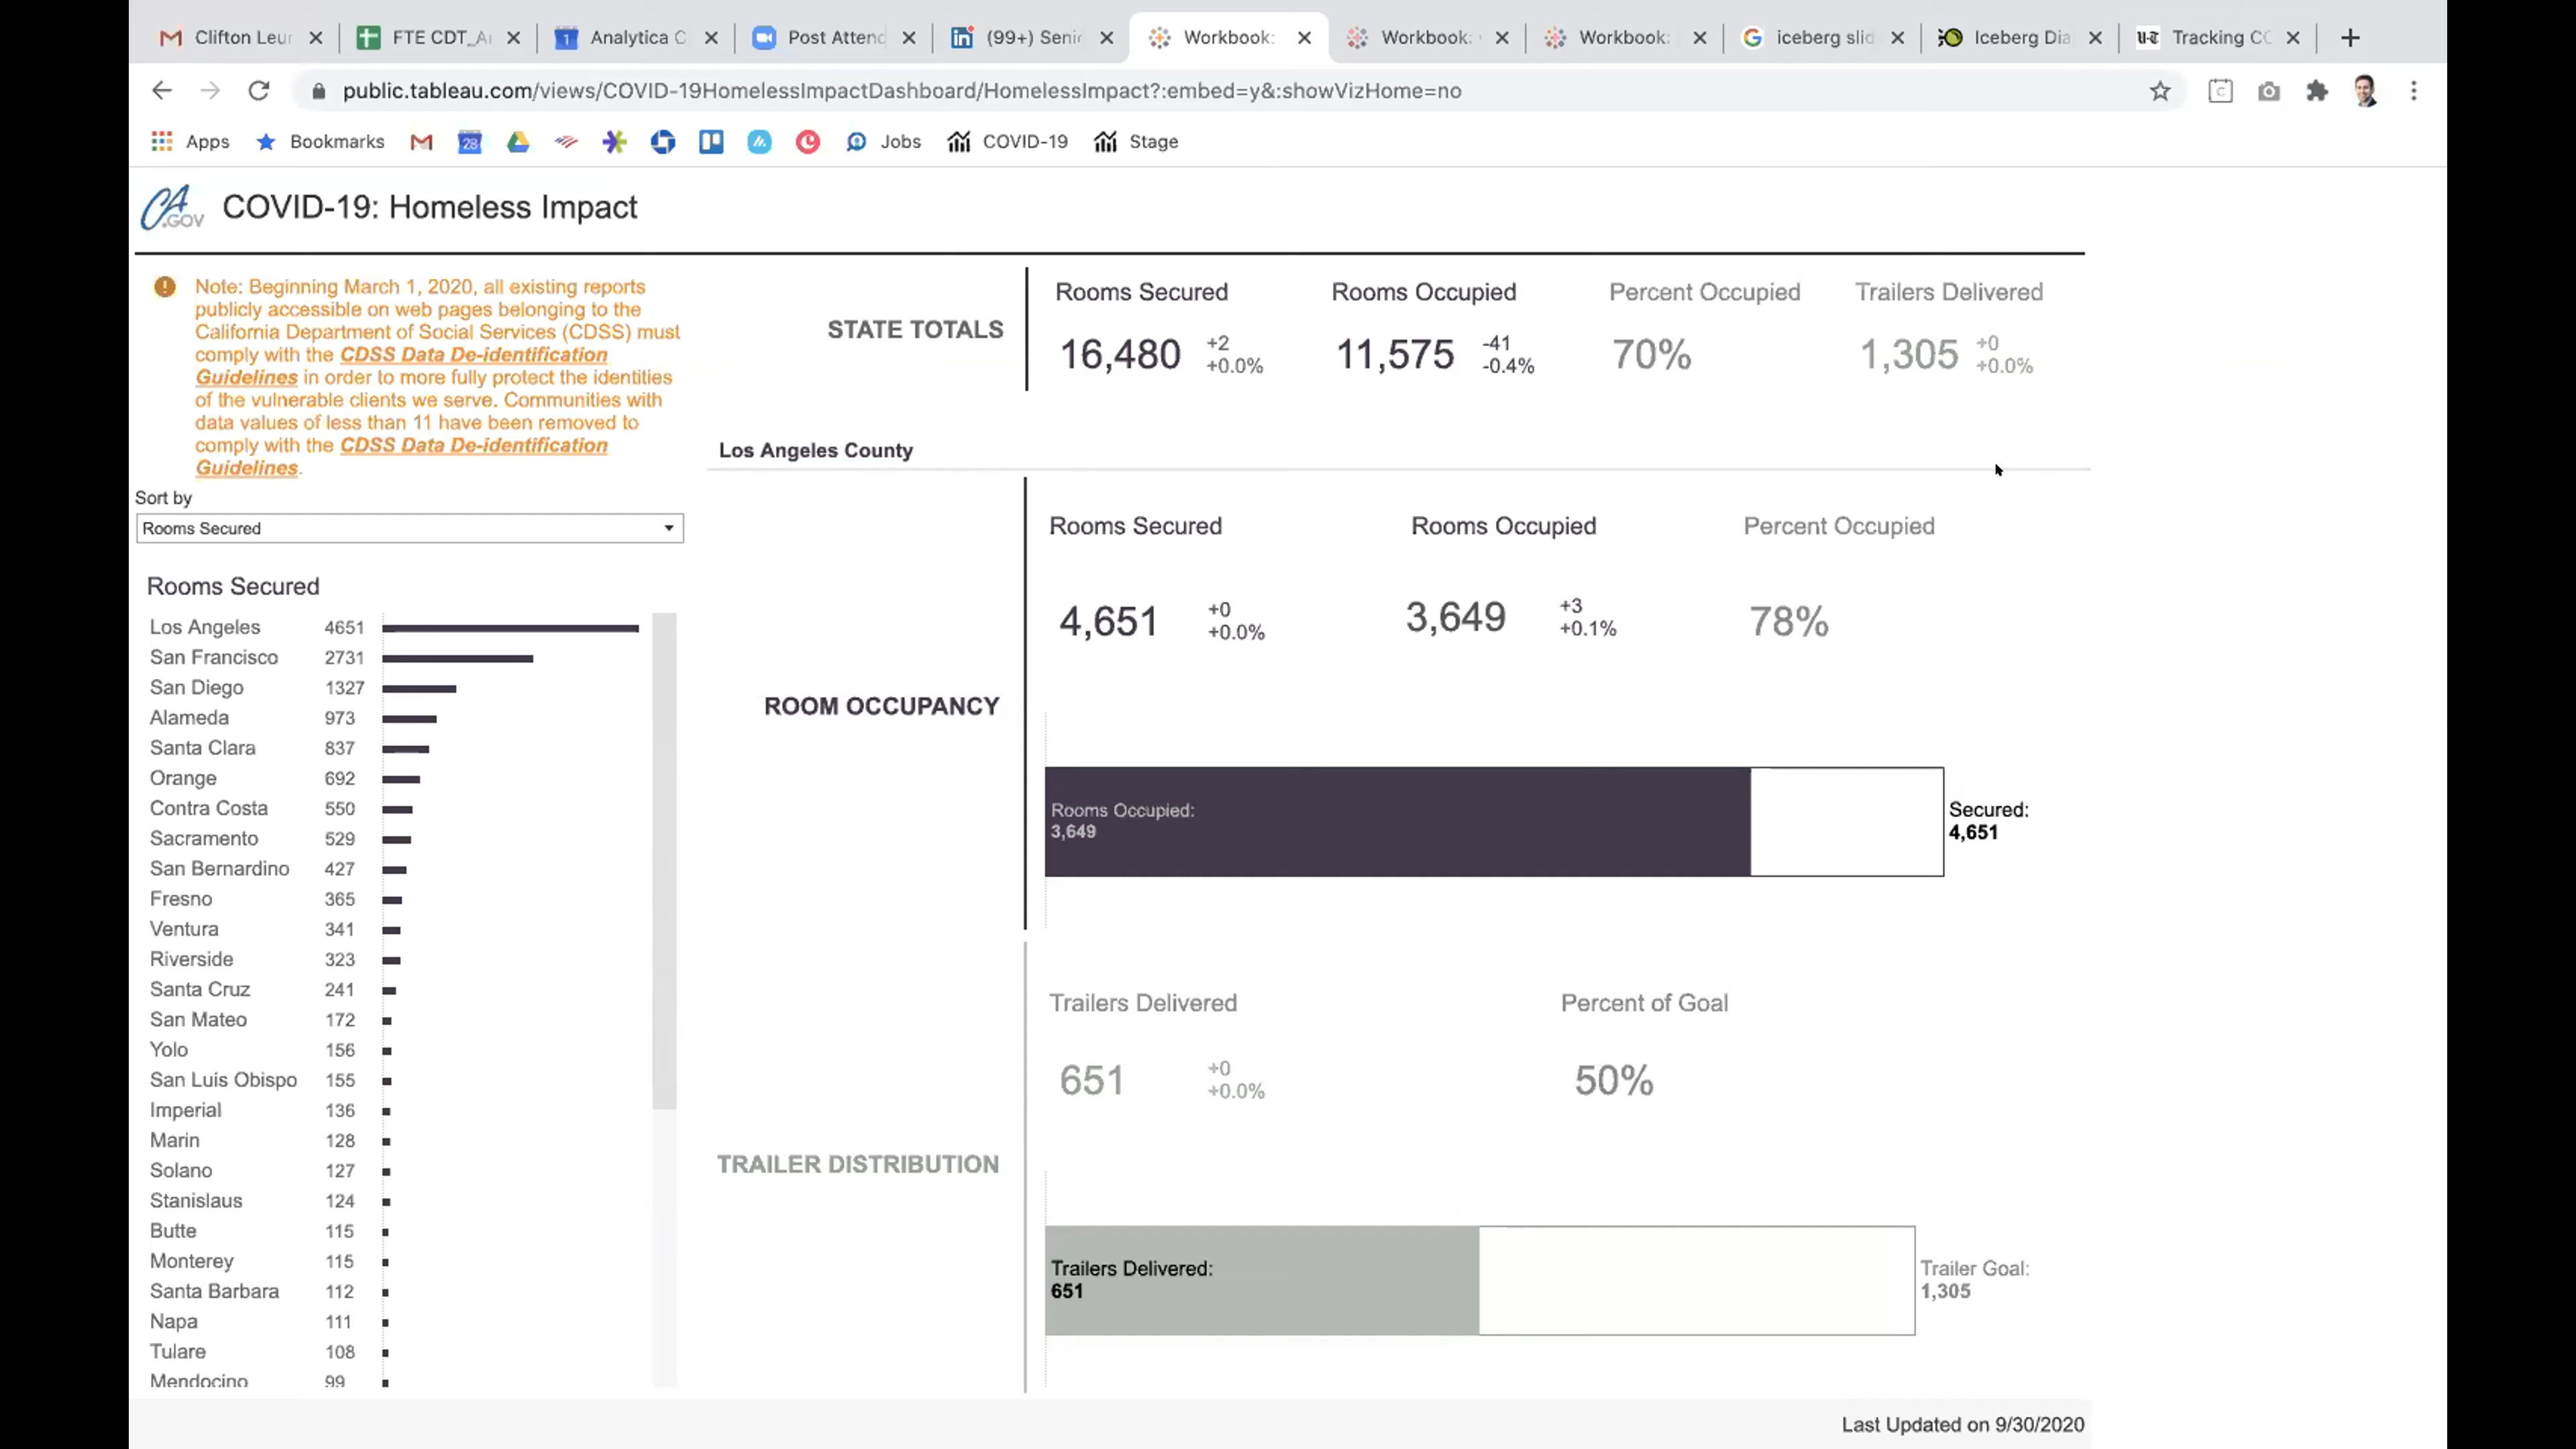 Clifton Leur
FTE CDT_A
Analytica C
Post Attend
(99+) Senic
Workbook:
Workbook:
Workbook:
iceberg slid
Iceberg Dia
Tracking CO
public.tableau.com/views/COVID-19HomelessImpactDashboard/HomelessImpact?:embed=y&:showVizHome=no
Apps
Bookmarks
28
Jobs
COVID-19
Stage
CA.GOV
COVID-19: Homeless Impact
Note: Beginning March 1, 2020, all existing reports
publicly accessible on web pages belonging to the
California Department of Social Services (CDSS) must
comply with the CDSS Data De-identification
Guidelines in order to more fully protect the identities
of the vulnerable clients we serve. Communities with
data values of less than 11 have been removed to
comply with the CDSS Data De-identification
Guidelines.
STATE TOTALS
Rooms Secured
16,480
+2
+0.0%
Rooms Occupied
11,575
-41
-0.4%
Percent Occupied
70%
Trailers Delivered
1,305
+0
+0.0%
Sort by
Rooms Secured
Rooms Secured
Los Angeles 4651
San Francisco 2731
San Diego 1327
Alameda 973
Santa Clara 837
Orange 692
Contra Costa 550
Sacramento 529
San Bernardino 427
Fresno 365
Ventura 341
Riverside 323
Santa Cruz 241
San Mateo 172
Yolo 156
San Luis Obispo 155
Imperial 136
Marin 128
Solano 127
Stanislaus 124
Butte 115
Monterey 115
Santa Barbara 112
Napa 111
Tulare 108
Mendocino 99
Los Angeles County
ROOM OCCUPANCY
Rooms Secured
4,651
+0
+0.0%
Rooms Occupied
3,649
+3
+0.1%
Percent Occupied
78%
Rooms Occupied:
3,649
Secured:
4,651
TRAILER DISTRIBUTION
Trailers Delivered
651
+0
+0.0%
Percent of Goal
50%
Trailers Delivered:
651
Trailer Goal:
1,305
Last Updated on 9/30/2020